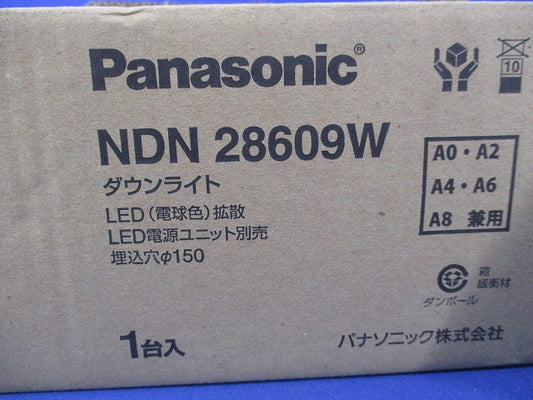 Panasonic®
NDN 28609W
ダウンライト
LED（電球色）拡散
LED電源ユニット別売
埋込穴φ150
1台入
10
A0・A2
A4・A6
A8 兼用
箱
緩衝材
ダンボール
パナソニック株式会社